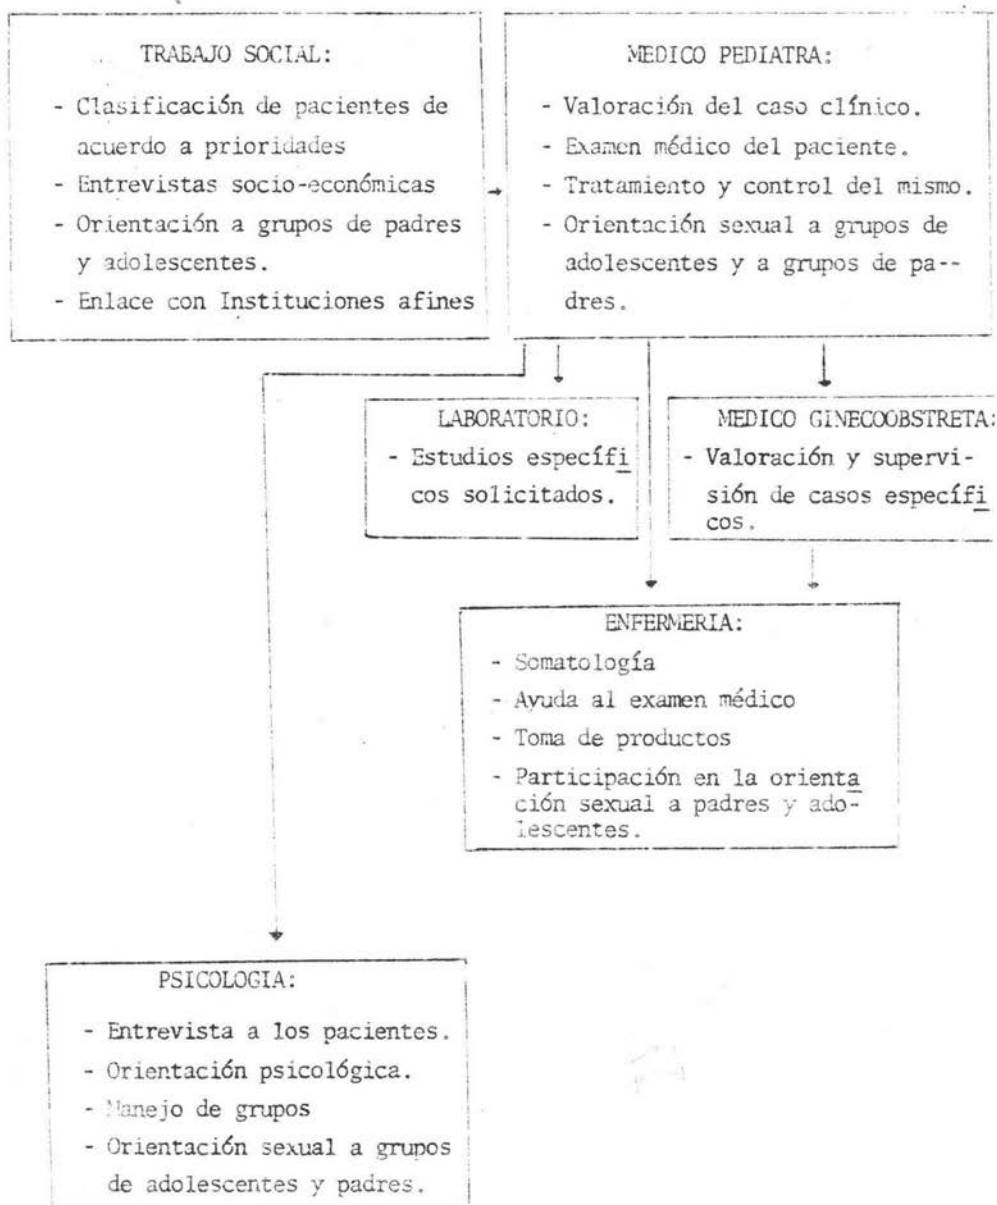 TRABAJO SOCIAL:
- Clasificación de pacientes de
acuerdo a prioridades
- Entrevistas socio-económicas
- Orientación a grupos de padres
y adolescentes.
- Enlace con Instituciones afines
MEDICO PEDIATRA:
- Valoración del caso clínico.
- Examen médico del paciente.
- Tratamiento y control del mismo.
- Orientación sexual a grupos de
adolescentes y a grupos de pa--
dres.
LABORATORIO:
- Estudios específi
cos solicitados.
MEDICO GINECOOBSTRETA:
- Valoración y supervi-
sión de casos específi
cos.
ENFERMERIA:
- Somatología
- Ayuda al examen médico
- Toma de productos
- Participación en la orienta
ción sexual a padres y ado-
lescentes.
PSICOLOGIA:
- Entrevista a los pacientes.
- Orientación psicológica.
- Manejo de grupos
- Orientación sexual a grupos
de adolescentes y padres.